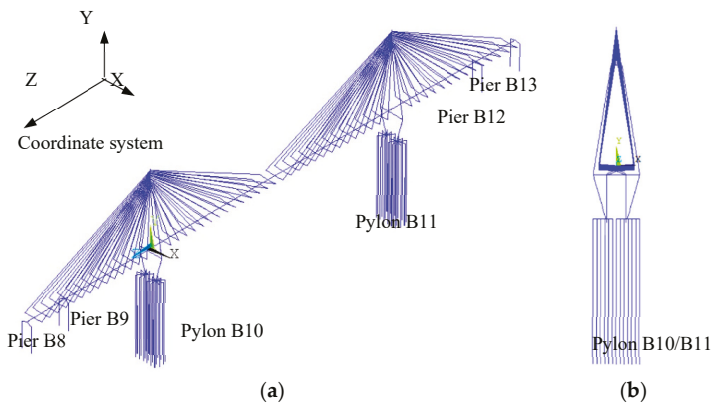 Y
Z
X
Coordinate system
Pier B13
Pier B12
Pylon B11
X
Pier B9
Pier B8
Pylon B10
(a)
Y
Z X
Pylon B10/B11
(b)